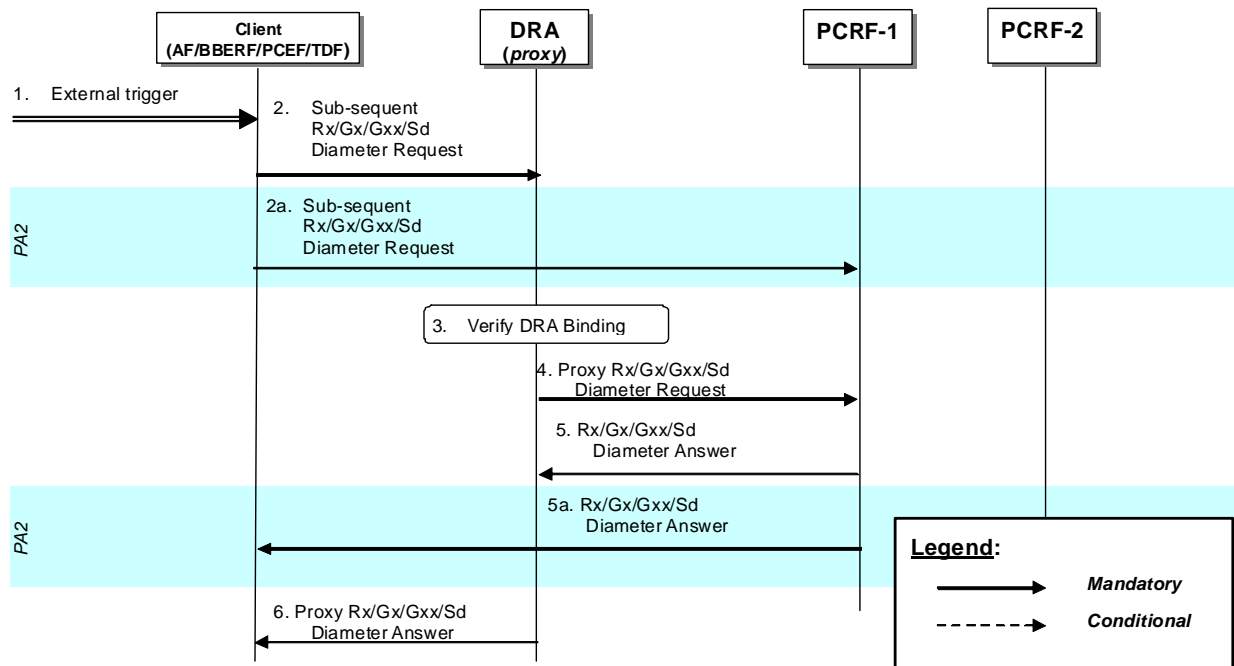 Client
(AF/BBERF/PCEF/TDF)
DRA
(proxy)
PCRF-1
PCRF-2
1. External trigger
2. Sub-sequent
Rx/Gx/Gxx/Sd
Diameter Request
PA2
2a. Sub-sequent
Rx/Gx/Gxx/Sd
Diameter Request
3. Verify DRA Binding
4. Proxy Rx/Gx/Gxx/Sd
Diameter Request
5. Rx/Gx/Gxx/Sd
Diameter Answer
PA2
5a. Rx/Gx/Gxx/Sd
Diameter Answer
6. Proxy Rx/Gx/Gxx/Sd
Diameter Answer
Legend:
Mandatory
Conditional